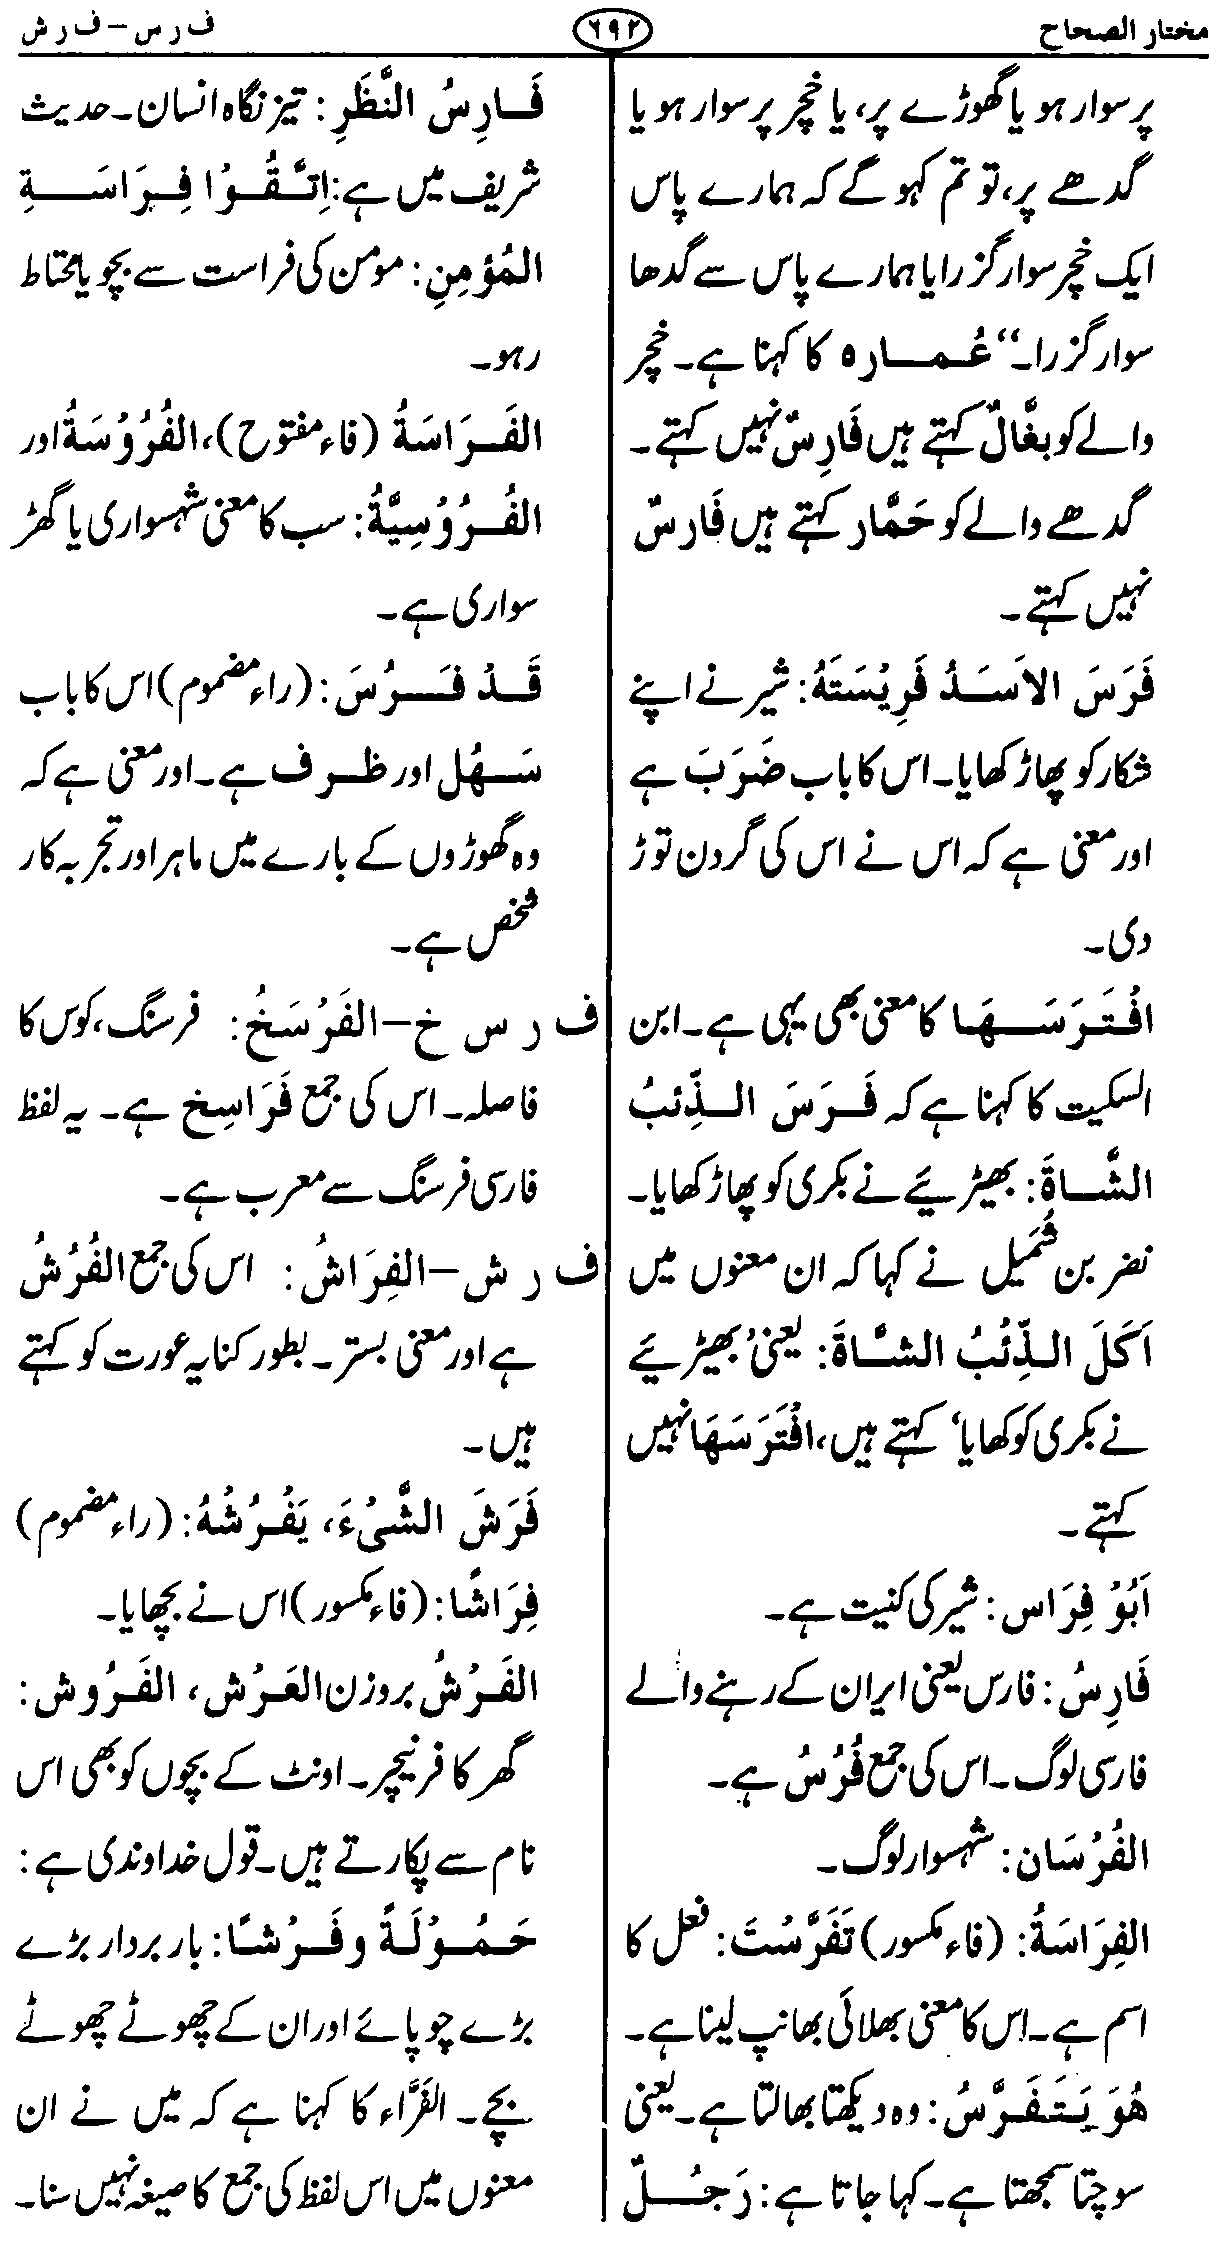 مختار الصحاح ۶۹۲ ف ر س – ف ر ش
پر سوار ہو یا گھوڑے پر، یا خچر پر سوار ہو یا
گدھے پر، تو تم کہو گے کہ ہمارے پاس
ایک خچر سوار گزرا یا ہمارے پاس سے گدھا
سوار گزرا۔‘‘ عُمارہ کا کہنا ہے۔ خچر
والے کو بغَّالٌ کہتے ہیں فَارِسٌ نہیں کہتے۔
گدھے والے کو حَمَّار کہتے ہیں فَارسٌ
نہیں کہتے۔
فَرَسَ الاَسَدُ فَرِيْسَتَهُ: شیر نے اپنے
شکار کو پھاڑ کھایا۔ اس کا باب ضَرَبَ ہے
اور معنی ہے کہ اس نے اس کی گردن توڑ
دی۔
افْتَرَسَهَا کا معنی بھی یہی ہے۔ ابن
السکیت کا کہنا ہے کہ فَرَسَ الذِّئبُ
الشَّاةَ: بھیڑیئے نے بکری کو پھاڑ کھایا۔
نضر بن شُمَیل نے کہا کہ ان معنوں میں
اَكَلَ الذِّئْبُ الشَّاةَ: یعنی ’بھیڑیئے
نے بکری کو کھایا‘ کہتے ہیں، افْتَرَسَهَا نہیں
کہتے۔
اَبُوْ فِرَاس: شیر کی کنیت ہے۔
فَارِسُ: فارس یعنی ایران کے رہنے والے
فارسی لوگ۔ اس کی جمع فُرْسُ ہے۔
الفُرْسَان: شہسوار لوگ۔
الفِرَاسَةُ: (فاء مکسور) تَفَرَّسْتَ: فعل کا
اسم ہے۔ اس کا معنی بھلائی بھانپ لینا ہے۔
هُوَ يَتَفَرَّسُ: وہ دیکھتا بھالتا ہے۔ یعنی
سوچتا سمجھتا ہے۔ کہا جاتا ہے: رَجُلٌ
فَارِسُ النَّظَرِ: تیز نگاہ انسان۔ حدیث
شریف میں ہے: اِتَّقُوْا فِرَاسَةِ
المُؤمِنِ: مومن کی فراست سے بچو یا محتاط
رہو۔
الفَرَاسَةُ (فاء مفتوح)، الفُرُوْسَةُ اور
الفُرُوْسِيَّةُ: سب کا معنی شہسواری یا گھڑ
سواری ہے۔
قَدْ فَرُسَ: (راء مضموم) اس کا باب
سَهُل اور ظرف ہے۔ اور معنی ہے کہ
وہ گھوڑوں کے بارے میں ماہر اور تجربہ کار
شخص ہے۔
ف ر س خ – الفَرْسَخُ: فرسنگ، کوس کا
فاصلہ۔ اس کی جمع فَرَاسِخ ہے۔ یہ لفظ
فارسی فرسنگ سے معرب ہے۔
ف ر ش – الفِرَاشُ: اس کی جمع الفُرُشُ
ہے اور معنی بستر۔ بطور کنایہ عورت کو کہتے
ہیں۔
فَرَشَ الشَّيْءَ، يَفْرُشُهُ: (راء مضموم)
فِرَاشًا: (فاء مکسور) اس نے بچھایا۔
الفَرْشُ بروزن العَرْش، الفَرُوش:
گھر کا فرنیچر۔ اونٹ کے بچوں کو بھی اس
نام سے پکارتے ہیں۔ قول خداوندی ہے:
حَمُوْلَةً وفَرْشًا: بار بردار بڑے
بڑے چوپائے اور ان کے چھوٹے چھوٹے
بچے۔ الفَرَّاء کا کہنا ہے کہ میں نے ان
معنوں میں اس لفظ کی جمع کا صیغہ نہیں سنا۔